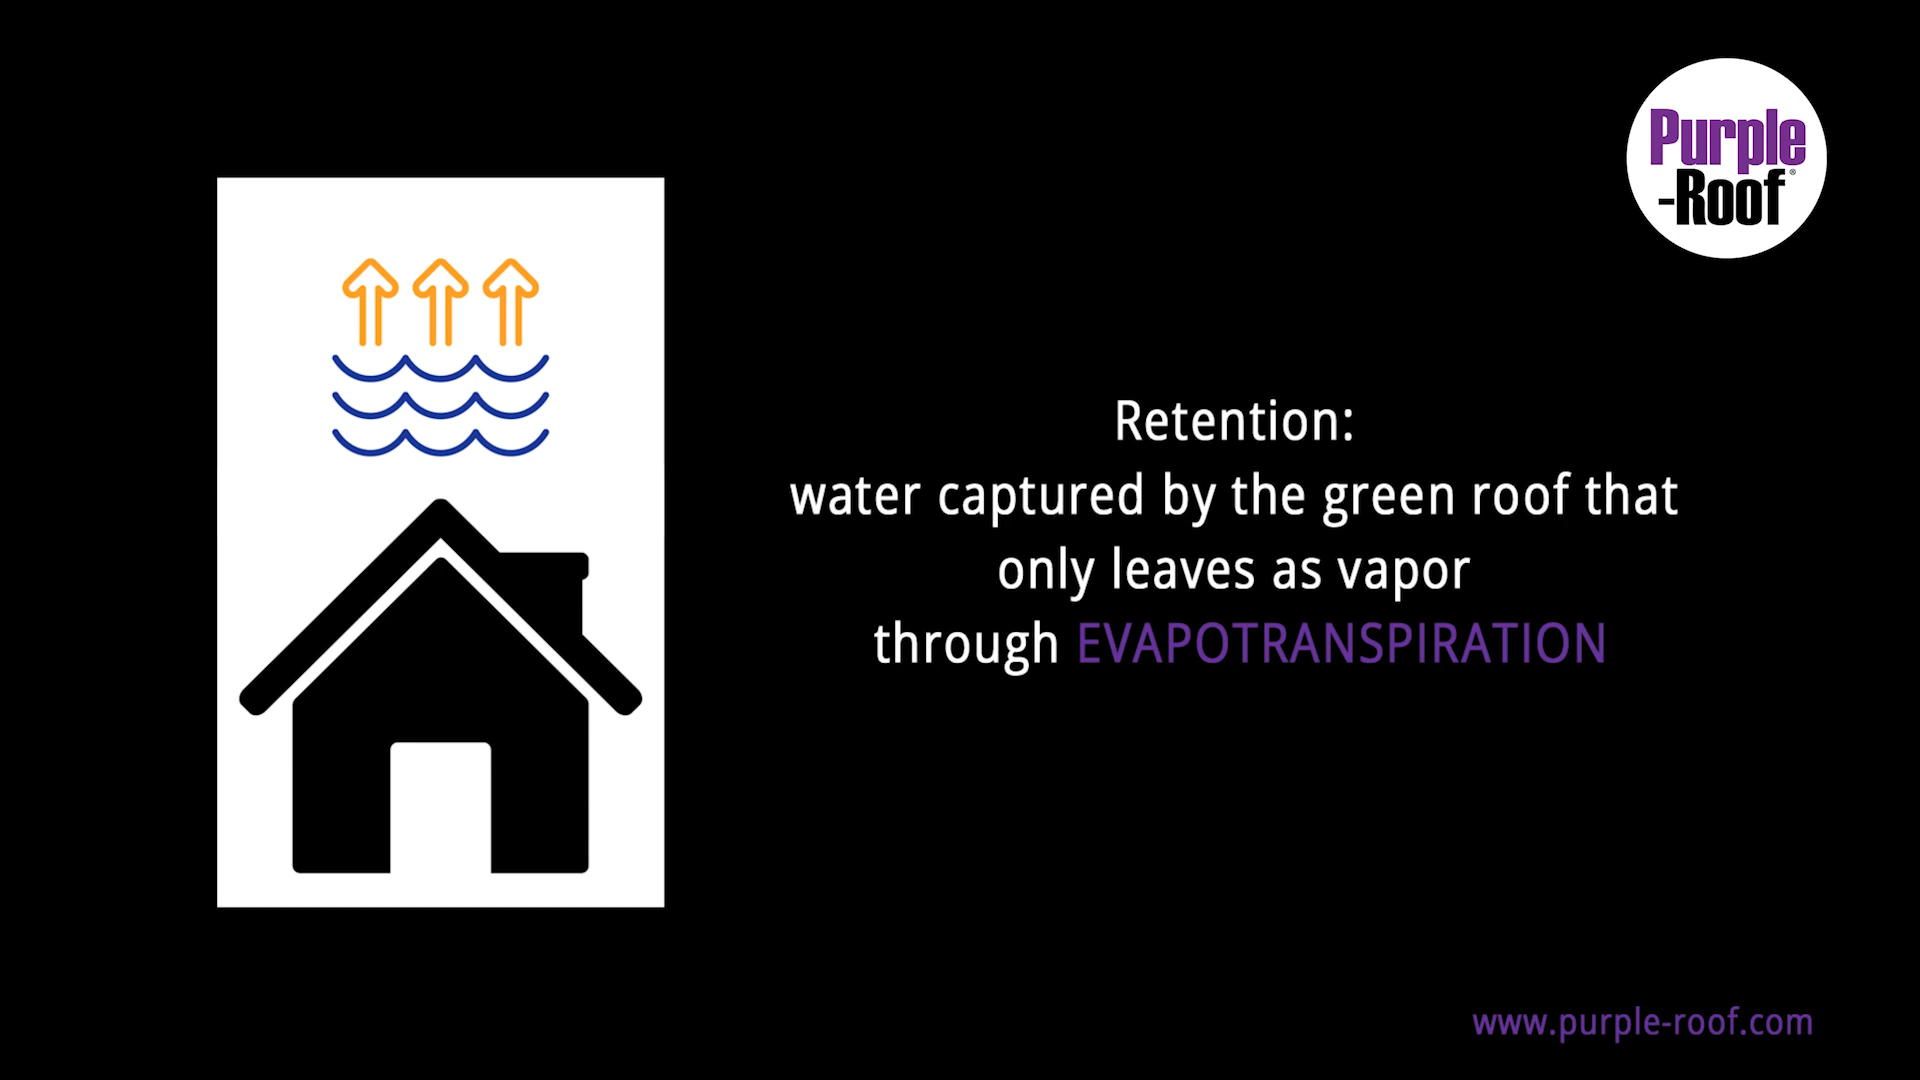 Purple
-Roof®
Retention:
water captured by the green roof that
only leaves as vapor
through EVAPOTRANSPIRATION
www.purple-roof.com